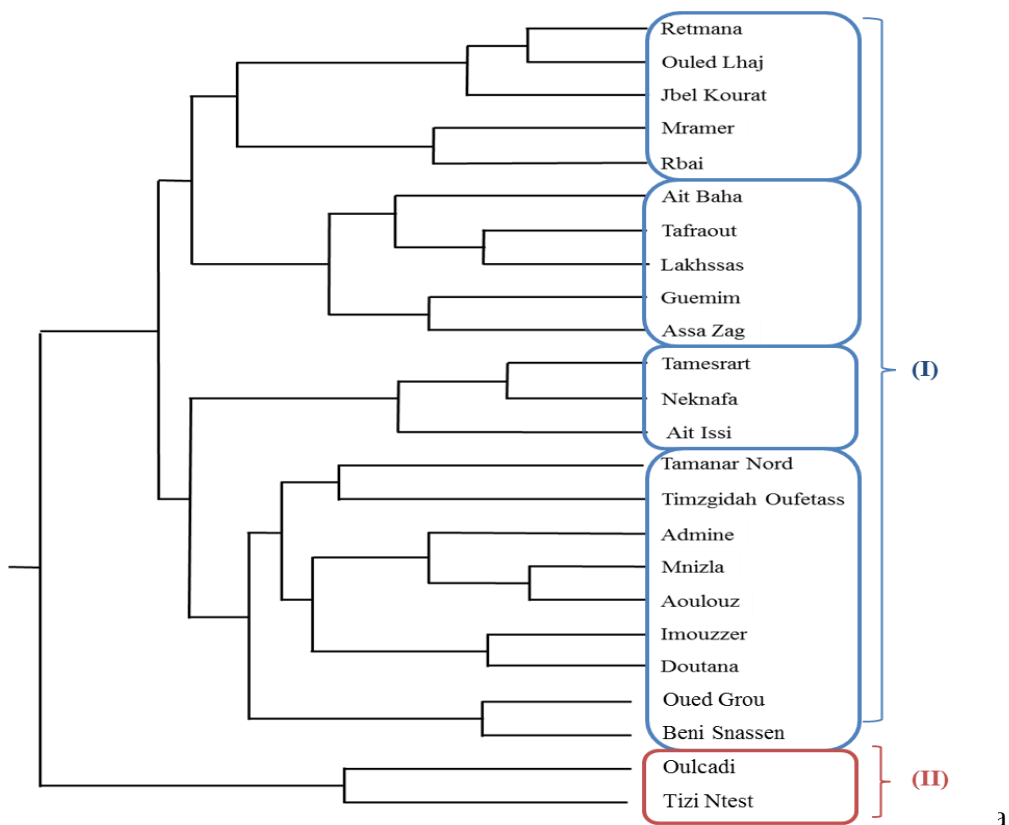 Retmana
Ouled Lhaj
Jbel Kourat
Mramer
Rbai
Ait Baha
Tafraout
Lakhssas
Guemim
Assa Zag
Tamesrart
(I)
Neknafa
Ait Issi
Tamanar Nord
Timzgidah Oufetass
Admine
Mnizla
Aoulouz
Imouzzer
Doutana
Oued Grou
Beni Snassen
Oulcadi
(II)
Tizi Ntest
a